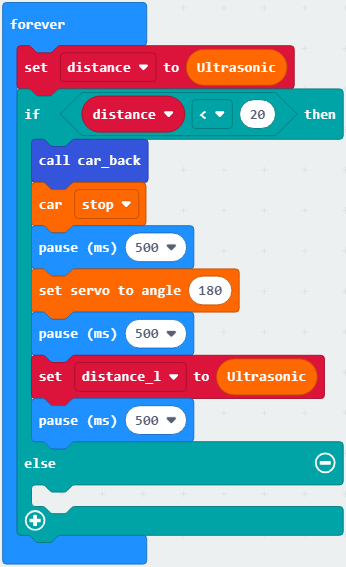 forever
set distance to Ultrasonic
if distance < 20 then
call car_back
car stop
pause (ms) 500
set servo to angle 180
pause (ms) 500
set distance_l to Ultrasonic
pause (ms) 500
else